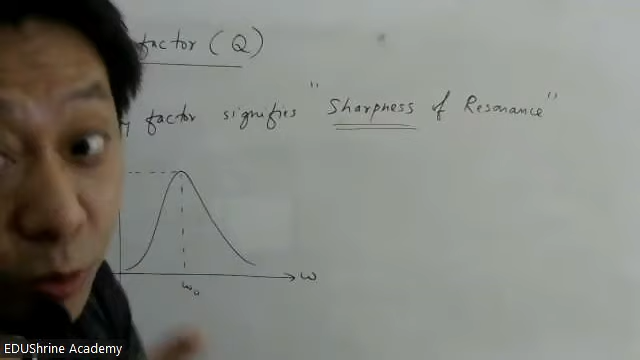 factor (Q)
y factor signifies "Sharpness of Resonance"
ω
ω₀
EDUShrine Academy